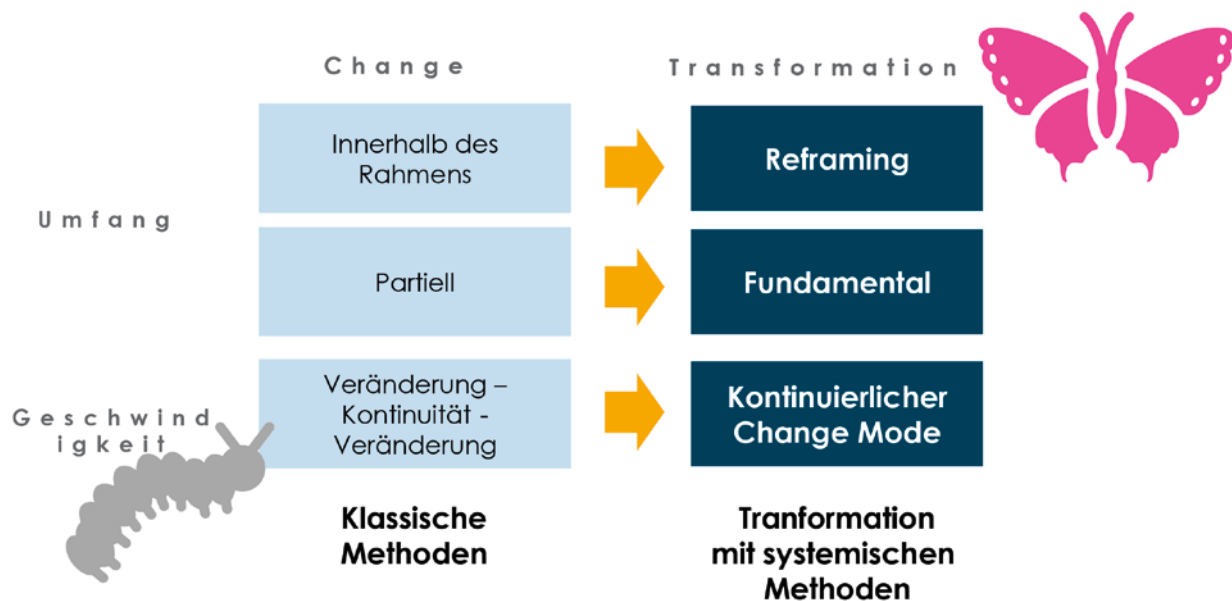 Change
Transformation
Innerhalb des
Rahmens
Reframing
Umfang
Partiell
Fundamental
Geschwind
igkeit
Veränderung –
Kontinuität -
Veränderung
Kontinuierlicher
Change Mode
Klassische
Methoden
Tranformation
mit systemischen
Methoden